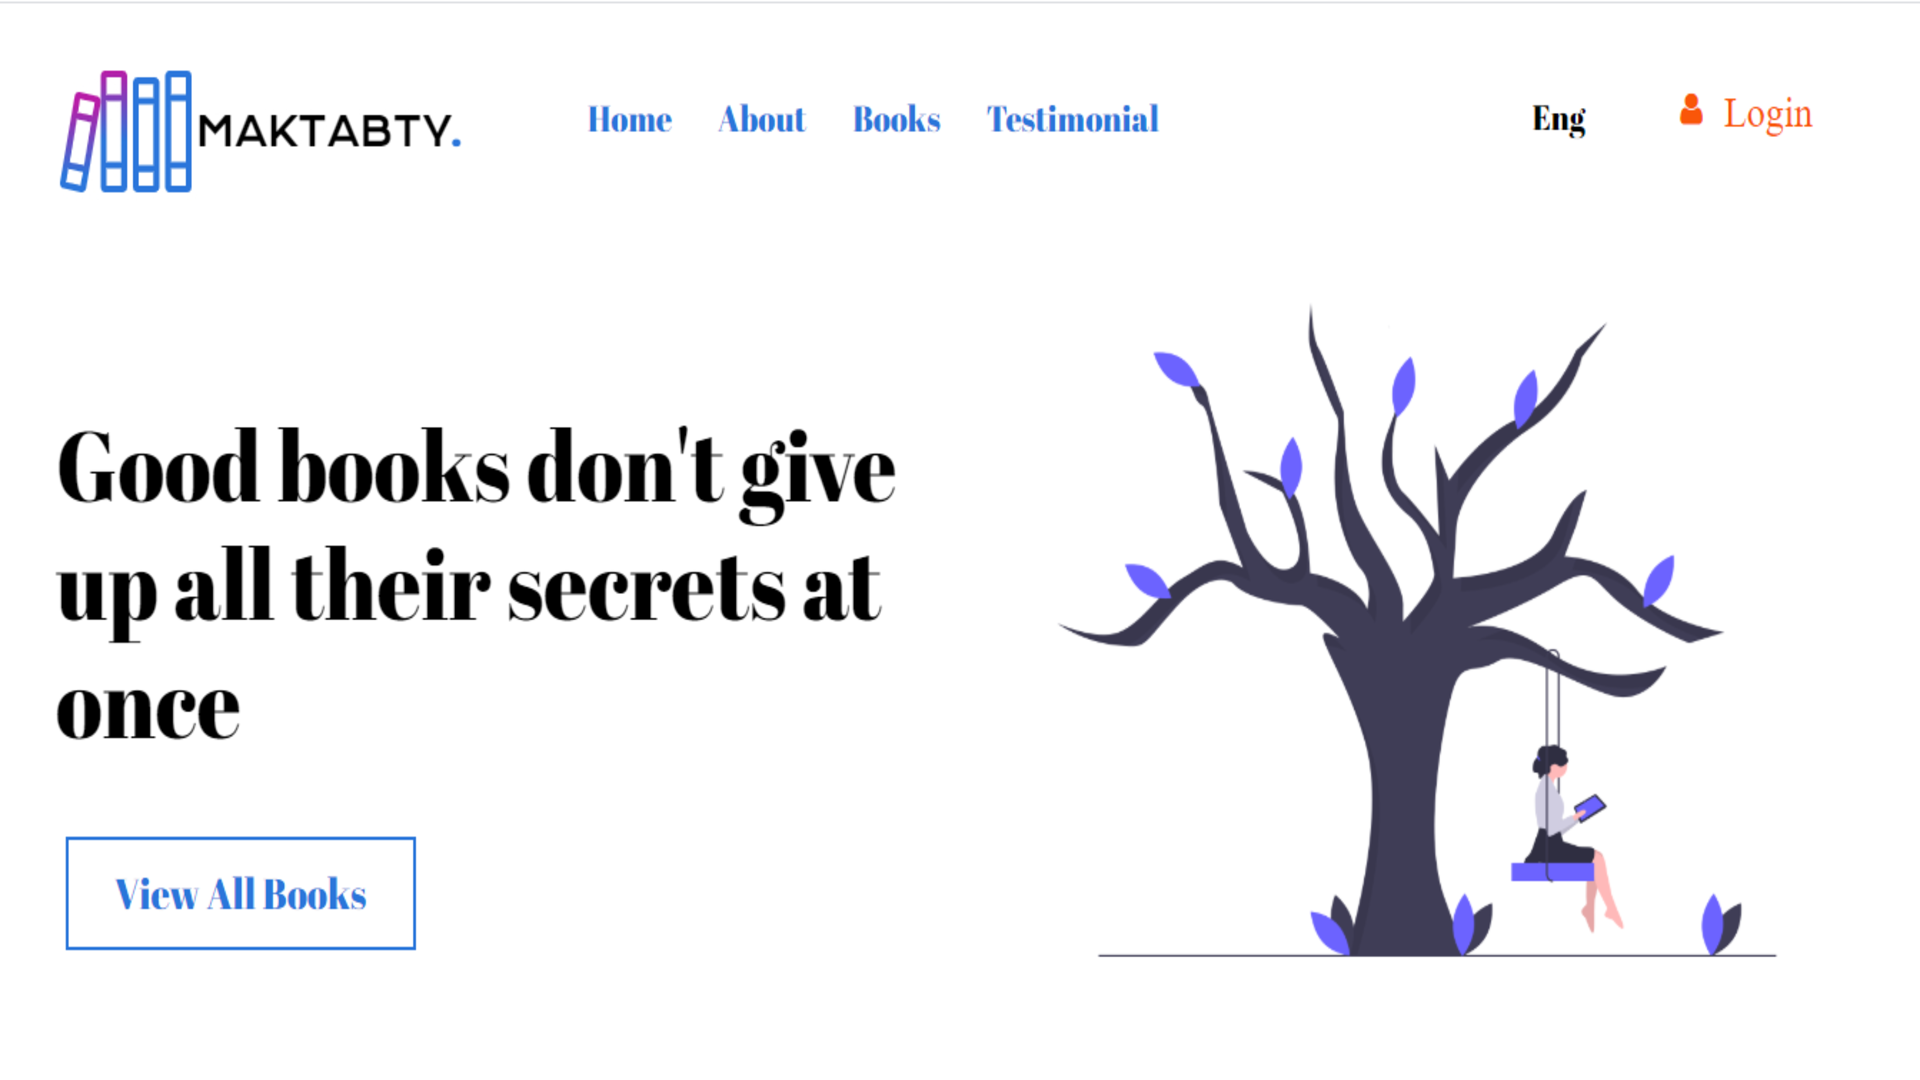 MAKTABTY.
Home About Books Testimonial
Eng
Login
Good books don't give
up all their secrets at
once
View All Books